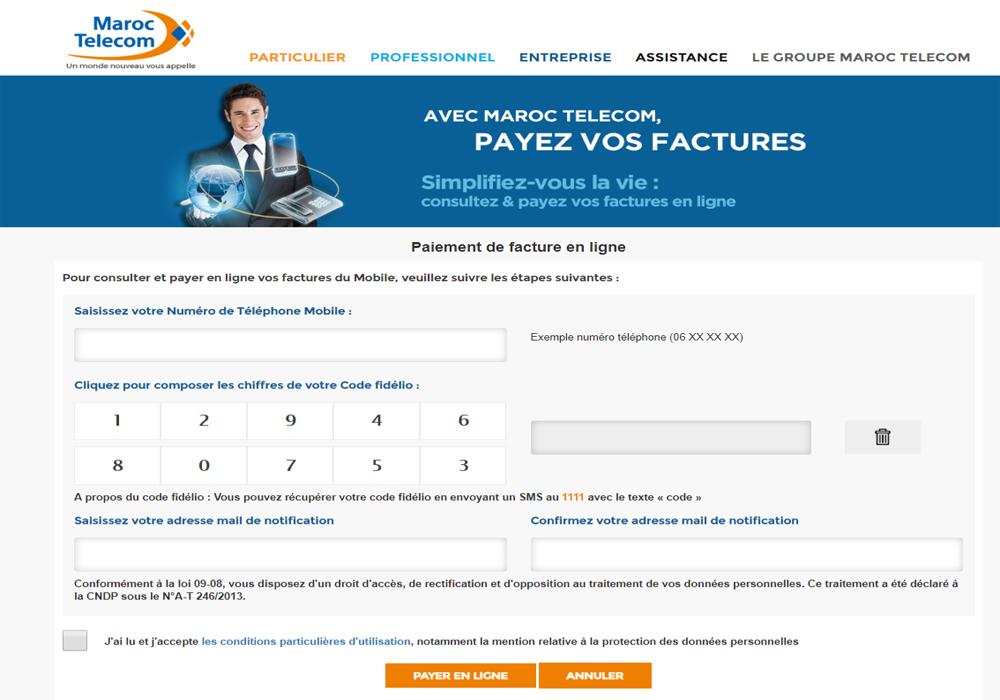 Maroc
Telecom
Un monde nouveau vous appelle
PARTICULIER PROFESSIONNEL ENTREPRISE ASSISTANCE LE GROUPE MAROC TELECOM
AVEC MAROC TELECOM,
PAYEZ VOS FACTURES
Simplifiez-vous la vie :
consultez & payez vos factures en ligne
Paiement de facture en ligne
Pour consulter et payer en ligne vos factures du Mobile, veuillez suivre les étapes suivantes :
Saisissez votre Numéro de Téléphone Mobile :
Exemple numéro téléphone (06 XX XX XX)
Cliquez pour composer les chiffres de votre Code fidélio :
1 2 9 4 6
8 0 7 5 3
A propos du code fidélio : Vous pouvez récupérer votre code fidélio en envoyant un SMS au 1111 avec le texte « code »
Saisissez votre adresse mail de notification Confirmez votre adresse mail de notification
Conformément à la loi 09-08, vous disposez d'un droit d'accès, de rectification et d'opposition au traitement de vos données personnelles. Ce traitement a été déclaré à
la CNDP sous le N°A-T 246/2013.
J'ai lu et j'accepte les conditions particulières d'utilisation, notamment la mention relative à la protection des données personnelles
PAYER EN LIGNE ANNULER